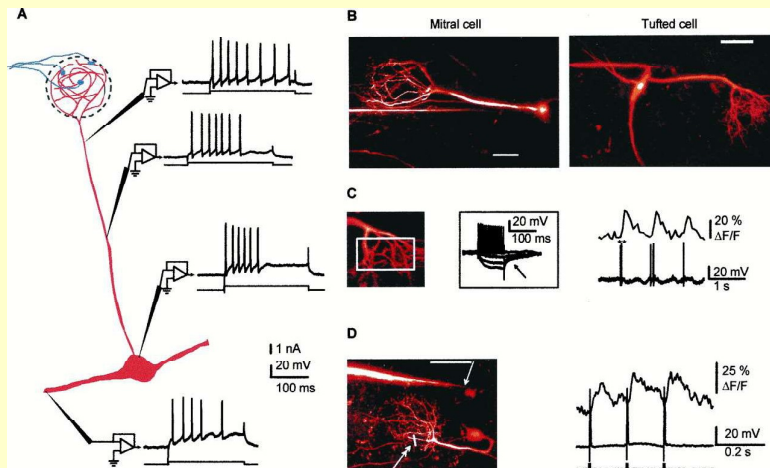 A
1 nA
20 mV
100 ms
B
Mitral cell
Tufted cell
C
20 mV
100 ms
20 %
ΔF/F
20 mV
1 s
D
25 %
ΔF/F
20 mV
0.2 s